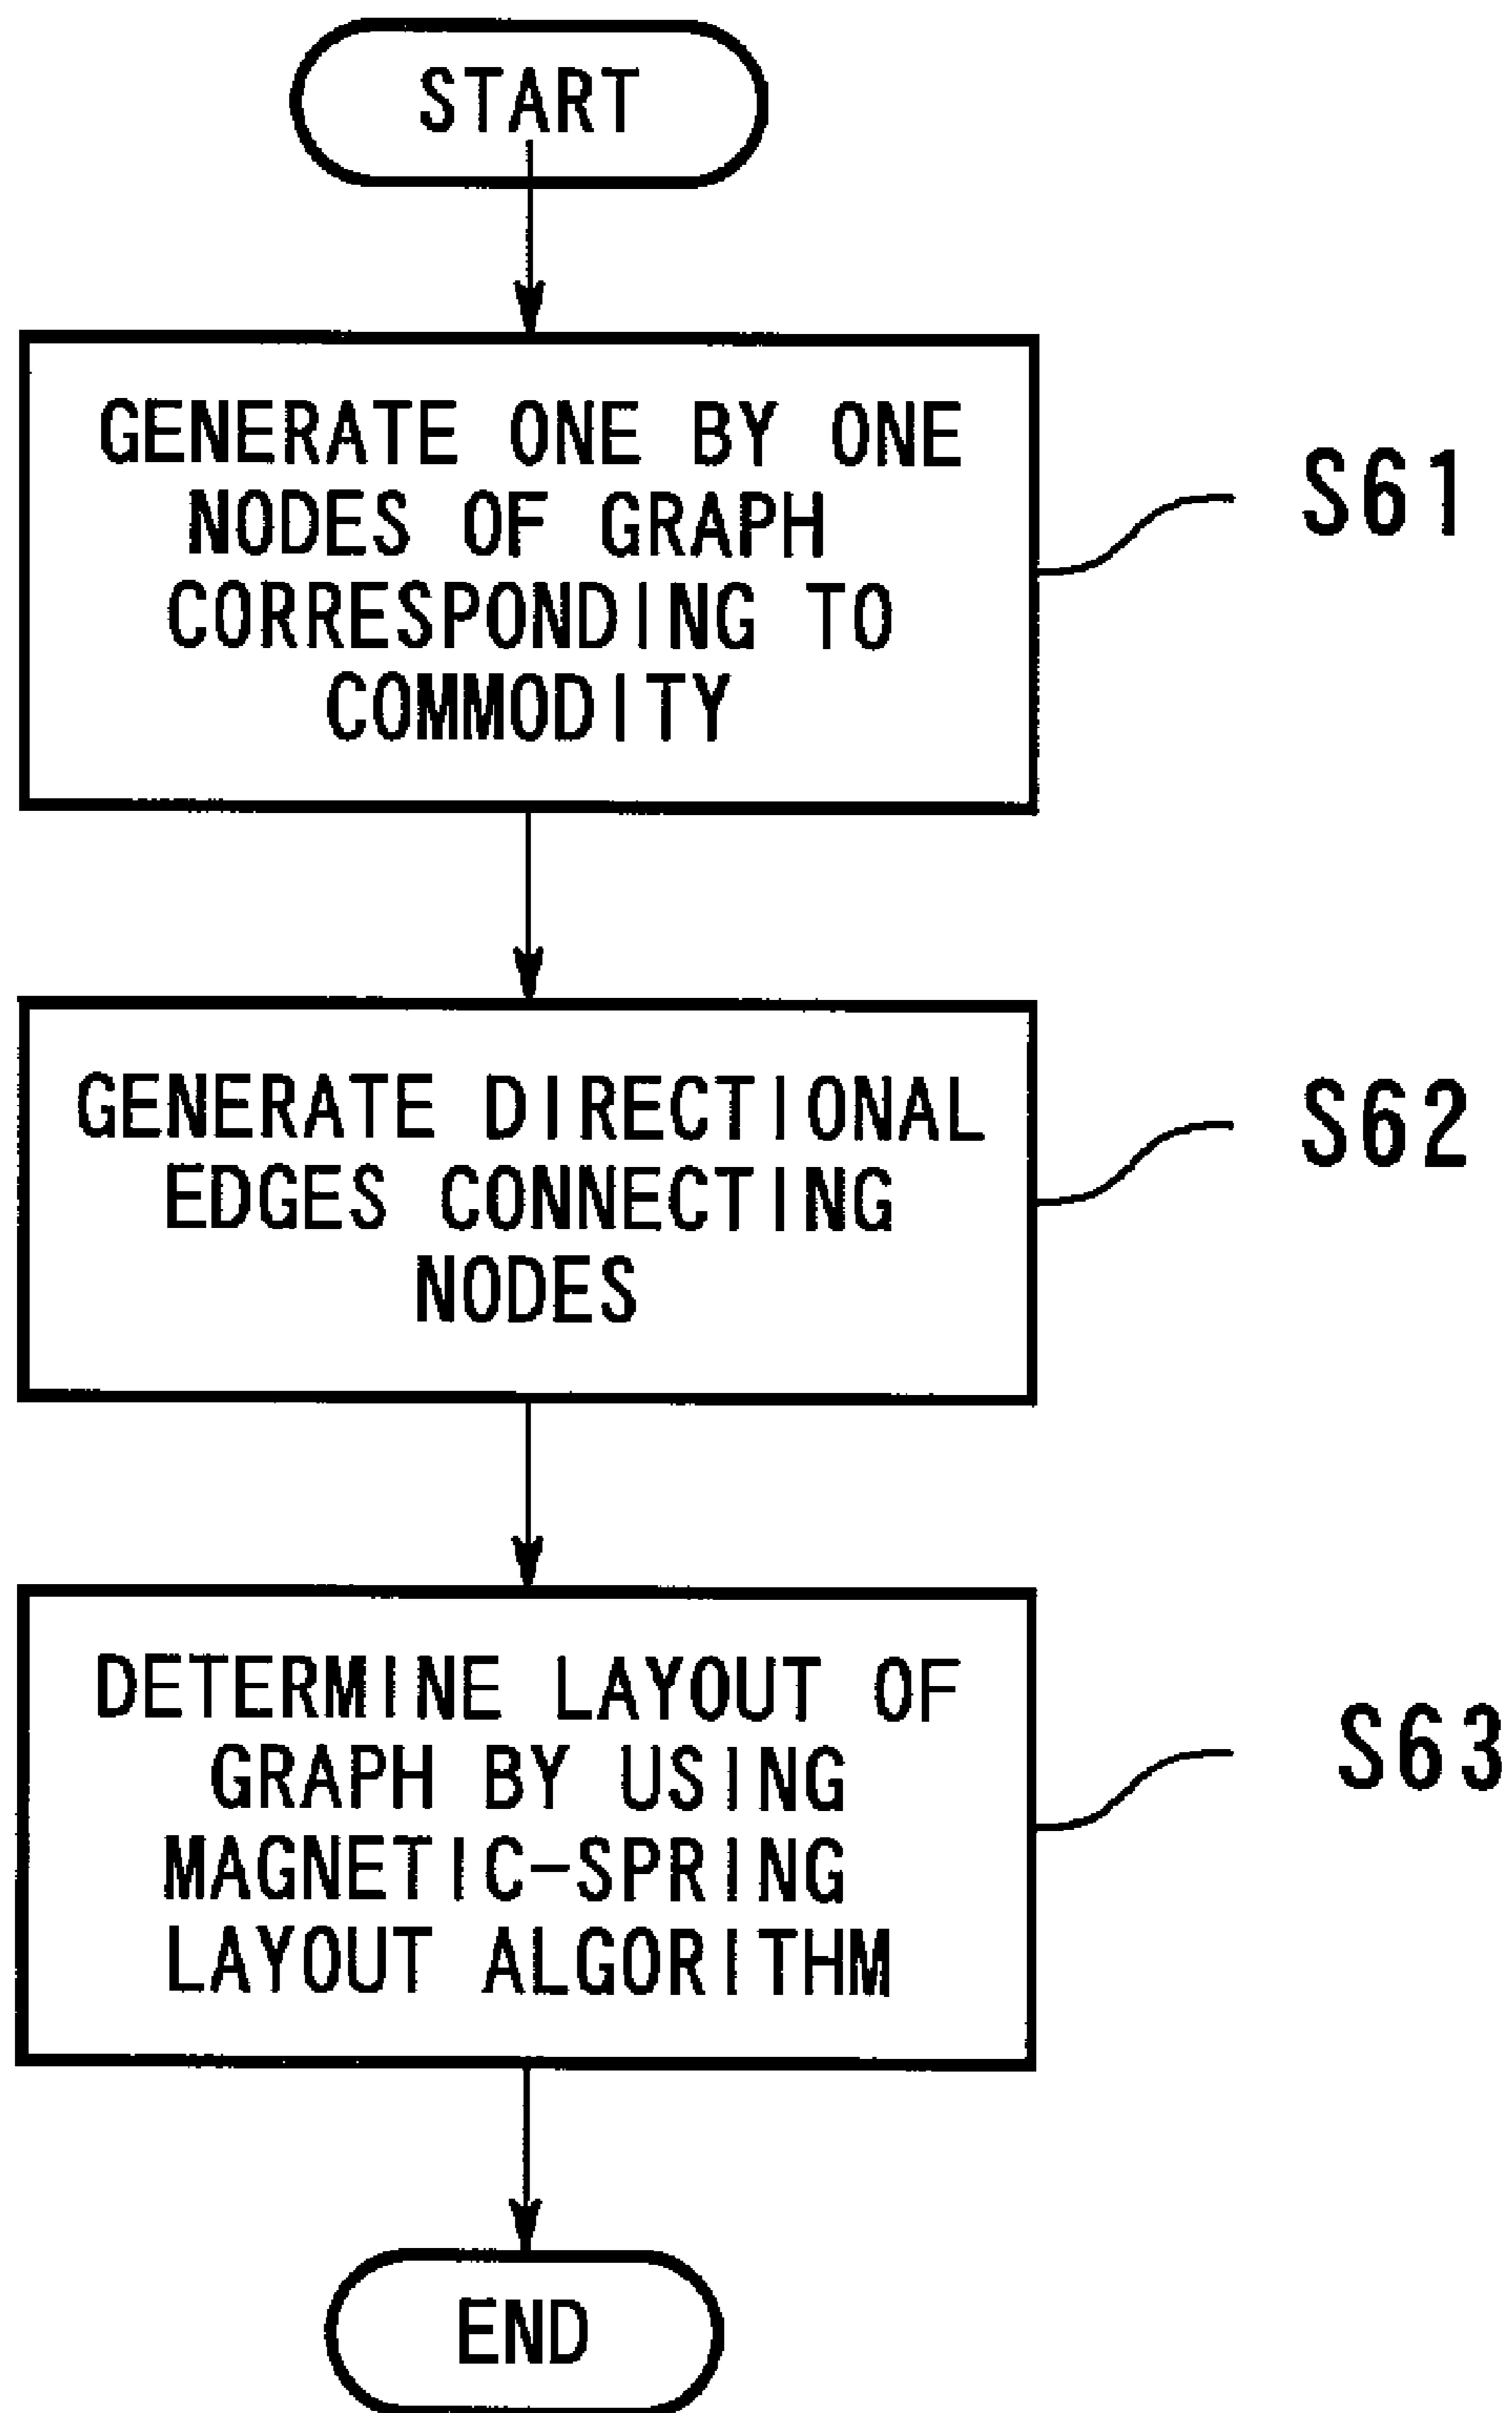 START
GENERATE ONE BY ONE
NODES OF GRAPH
CORRESPONDING TO
COMMODITY
S61
GENERATE DIRECTIONAL
EDGES CONNECTING
NODES
S62
DETERMINE LAYOUT OF
GRAPH BY USING
MAGNETIC-SPRING
LAYOUT ALGORITHM
S63
END